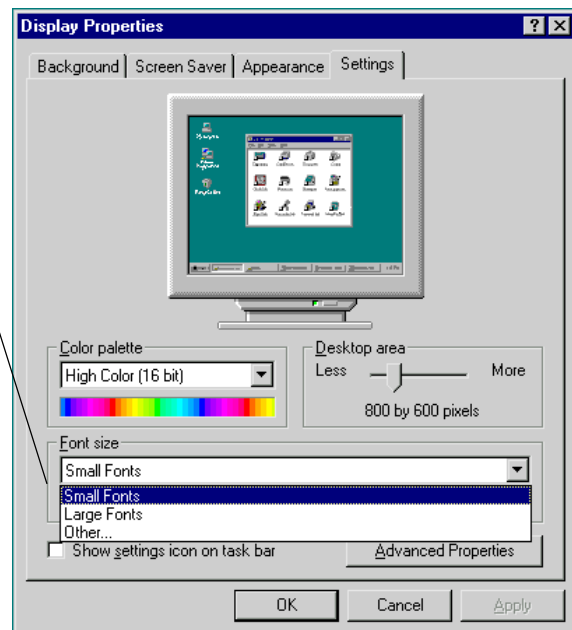 Display Properties
Background Screen Saver Appearance Settings
Color palette
High Color (16 bit)
Desktop area
Less More
800 by 600 pixels
Font size
Small Fonts
Small Fonts
Large Fonts
Other...
Show settings icon on task bar
Advanced Properties
OK Cancel Apply